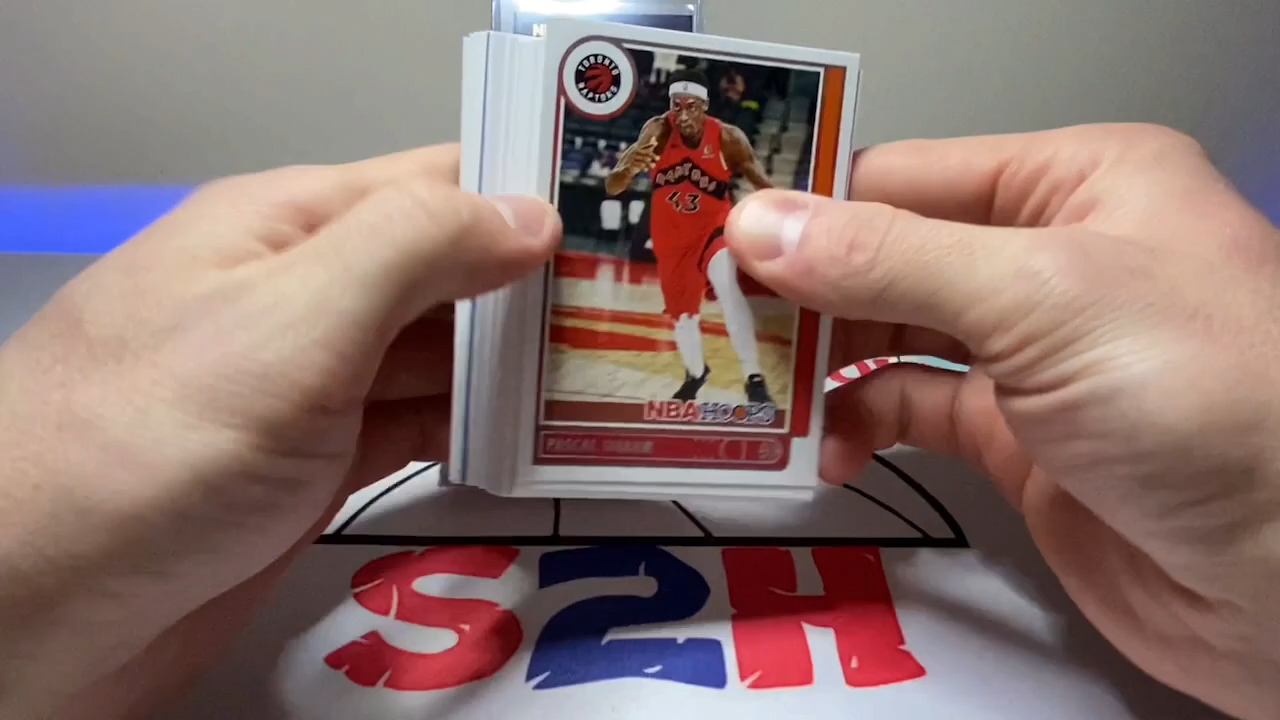 TORONTO
RAPTORS
RAPTORS
43
NBA HOOPS
PASCAL SIAKAM
S2H